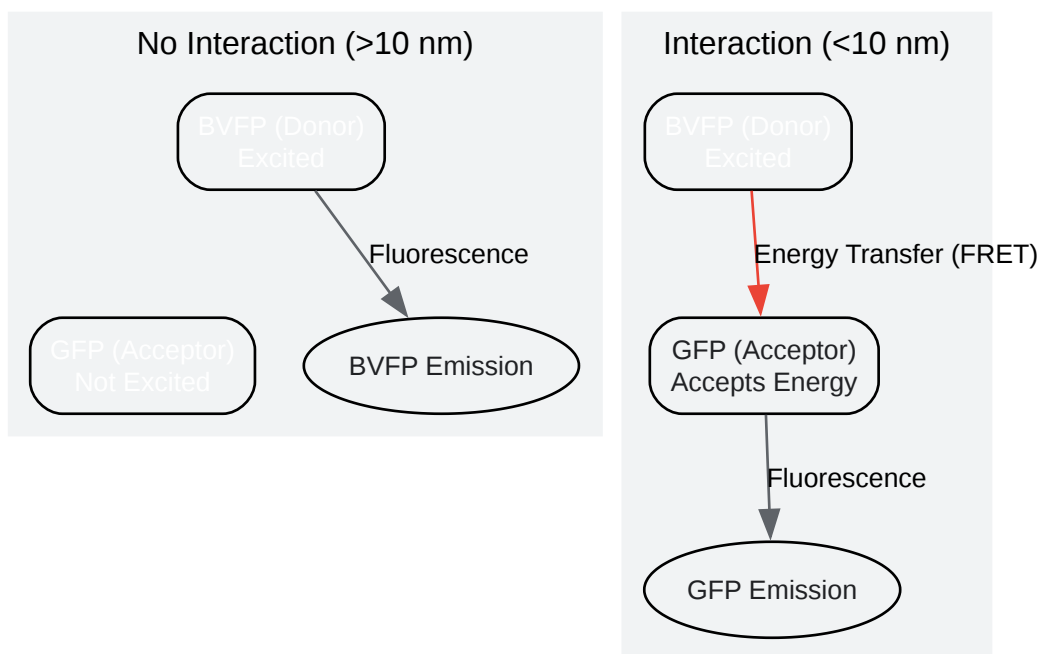 No Interaction (>10 nm)
BVFP (Donor)
Excited
Fluorescence
GFP (Acceptor)
Not Excited
BVFP Emission
Interaction (<10 nm)
BVFP (Donor)
Excited
Energy Transfer (FRET)
GFP (Acceptor)
Accepts Energy
Fluorescence
GFP Emission